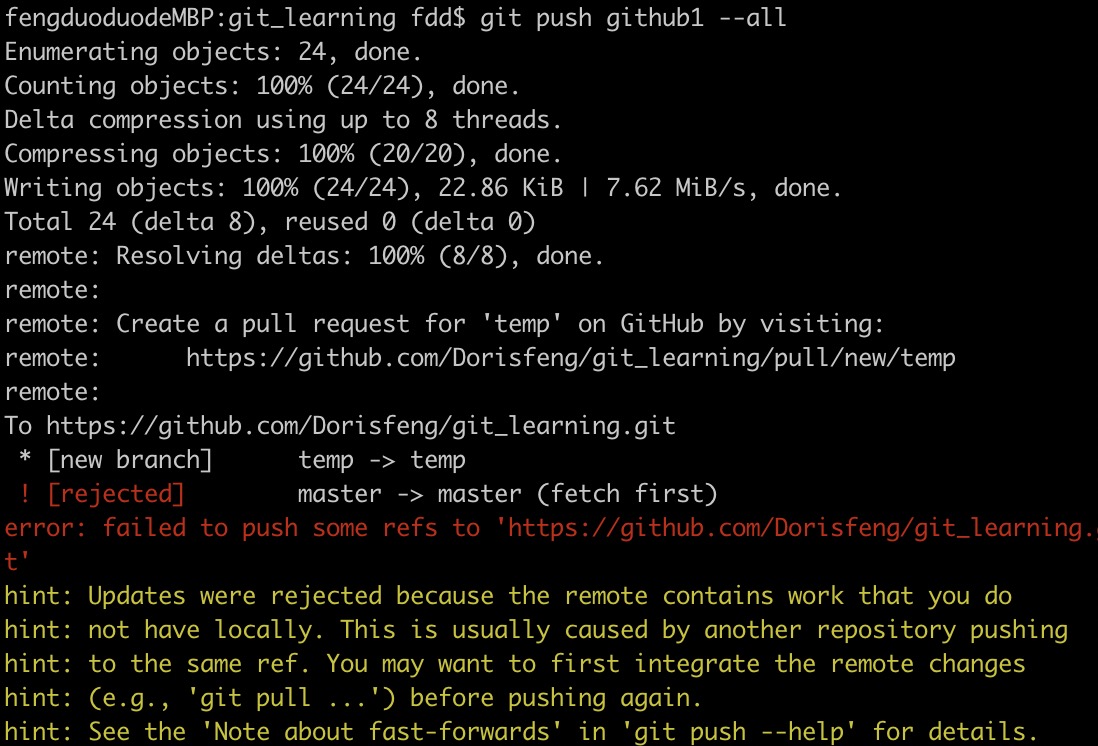 fengduoduodeMBP:git_learning fdd$ git push github1 --all
Enumerating objects: 24, done.
Counting objects: 100% (24/24), done.
Delta compression using up to 8 threads.
Compressing objects: 100% (20/20), done.
Writing objects: 100% (24/24), 22.86 KiB | 7.62 MiB/s, done.
Total 24 (delta 8), reused 0 (delta 0)
remote: Resolving deltas: 100% (8/8), done.
remote:
remote: Create a pull request for 'temp' on GitHub by visiting:
remote:      https://github.com/Dorisfeng/git_learning/pull/new/temp
remote:
To https://github.com/Dorisfeng/git_learning.git
 * [new branch]      temp -> temp
 ! [rejected]        master -> master (fetch first)
error: failed to push some refs to 'https://github.com/Dorisfeng/git_learning.g
t'
hint: Updates were rejected because the remote contains work that you do
hint: not have locally. This is usually caused by another repository pushing
hint: to the same ref. You may want to first integrate the remote changes
hint: (e.g., 'git pull ...') before pushing again.
hint: See the 'Note about fast-forwards' in 'git push --help' for details.